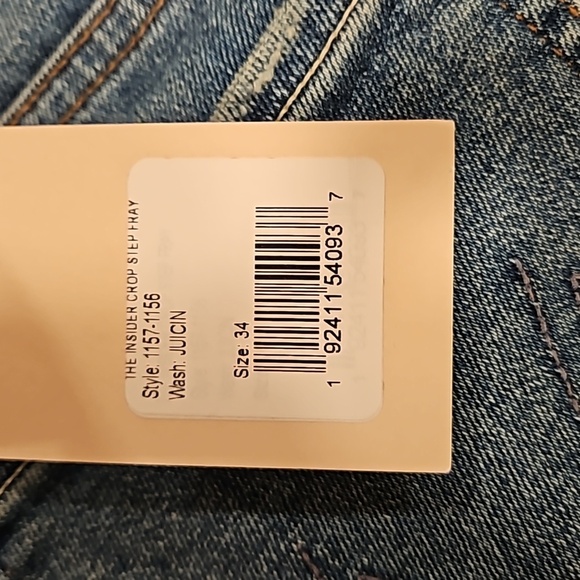 THE INSIDER CROP STEP FRAY
Style: 1157-1156
Wash: JUICIN
Size: 34
1 92411 54093 7